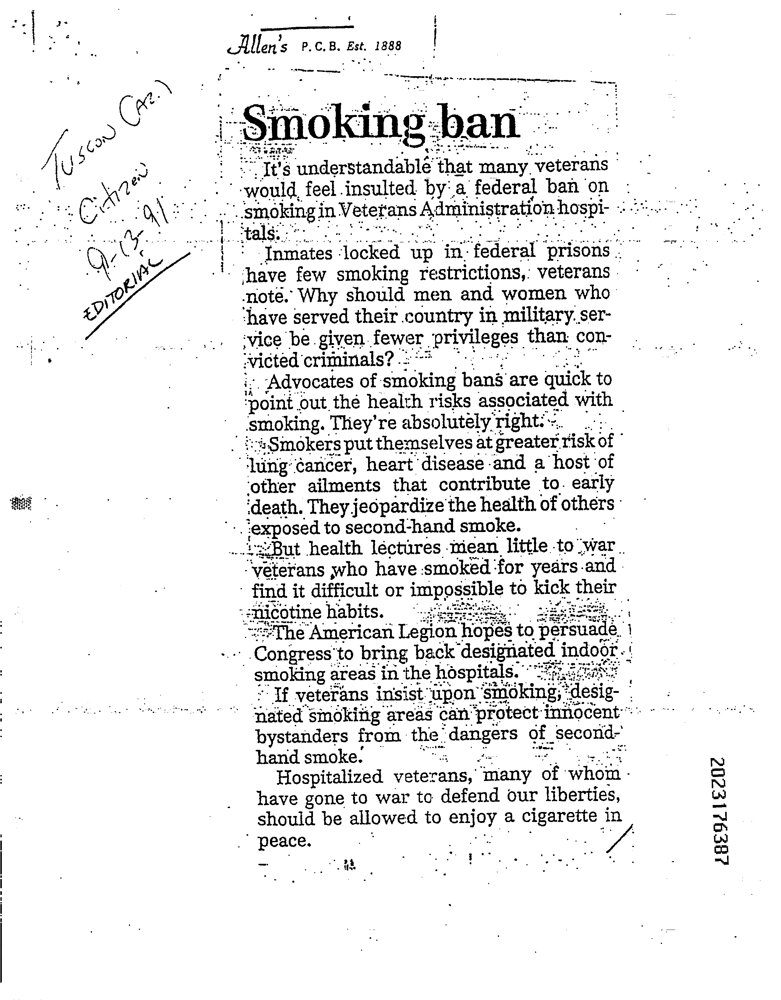 Allen's P.C.B. Est. 1888
TUSCON (AZ.)
Citizen
9-13-91
EDITORIAL
Smoking ban
It's understandable that many veterans
would feel insulted by a federal ban on
smoking in Veterans Administration hospi-
tals.
Inmates locked up in federal prisons
have few smoking restrictions, veterans
note. Why should men and women who
have served their country in military ser-
vice be given fewer privileges than con-
victed criminals?
Advocates of smoking bans are quick to
point out the health risks associated with
smoking. They're absolutely right.
Smokers put themselves at greater risk of
lung cancer, heart disease and a host of
other ailments that contribute to early
death. They jeopardize the health of others
exposed to second-hand smoke.
But health lectures mean little to war
veterans who have smoked for years and
find it difficult or impossible to kick their
nicotine habits.
The American Legion hopes to persuade
Congress to bring back designated indoor
smoking areas in the hospitals.
If veterans insist upon smoking, desig-
nated smoking areas can protect innocent
bystanders from the dangers of second-
hand smoke.
Hospitalized veterans, many of whom
have gone to war to defend our liberties,
should be allowed to enjoy a cigarette in
peace.
2023176387